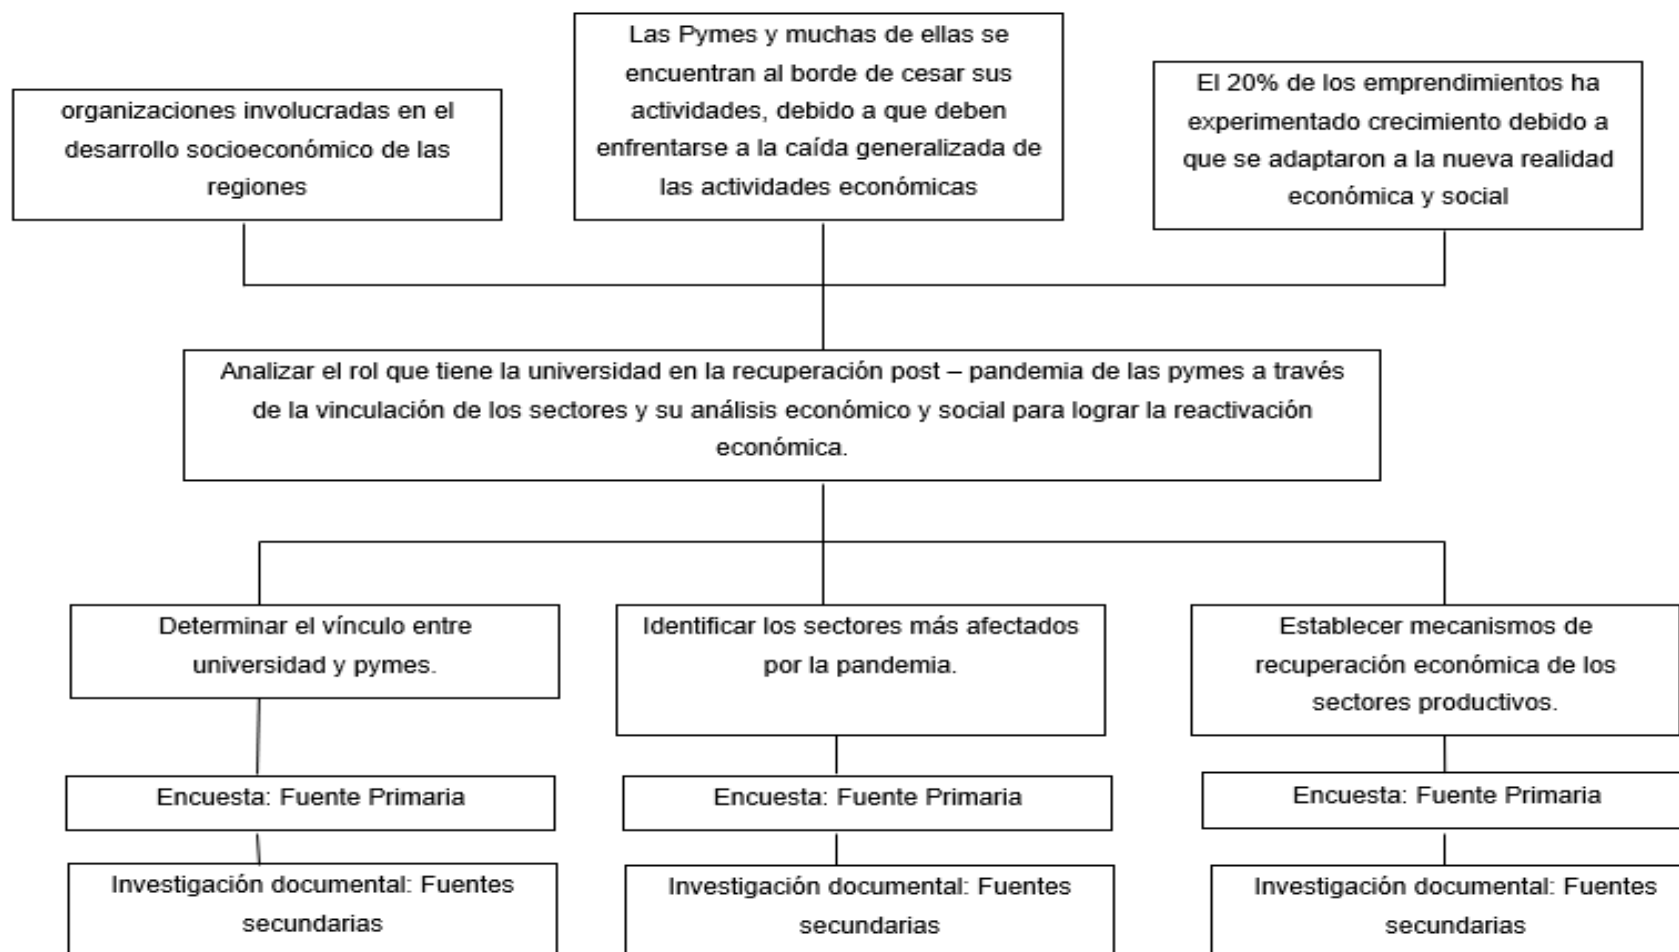 organizaciones involucradas en el
desarrollo socioeconómico de las
regiones
Las Pymes y muchas de ellas se
encuentran al borde de cesar sus
actividades, debido a que deben
enfrentarse a la caída generalizada de
las actividades económicas
El 20% de los emprendimientos ha
experimentado crecimiento debido a
que se adaptaron a la nueva realidad
económica y social
Analizar el rol que tiene la universidad en la recuperación post – pandemia de las pymes a través
de la vinculación de los sectores y su análisis económico y social para lograr la reactivación
económica.
Determinar el vínculo entre
universidad y pymes.
Identificar los sectores más afectados
por la pandemia.
Establecer mecanismos de
recuperación económica de los
sectores productivos.
Encuesta: Fuente Primaria
Encuesta: Fuente Primaria
Encuesta: Fuente Primaria
Investigación documental: Fuentes
secundarias
Investigación documental: Fuentes
secundarias
Investigación documental: Fuentes
secundarias